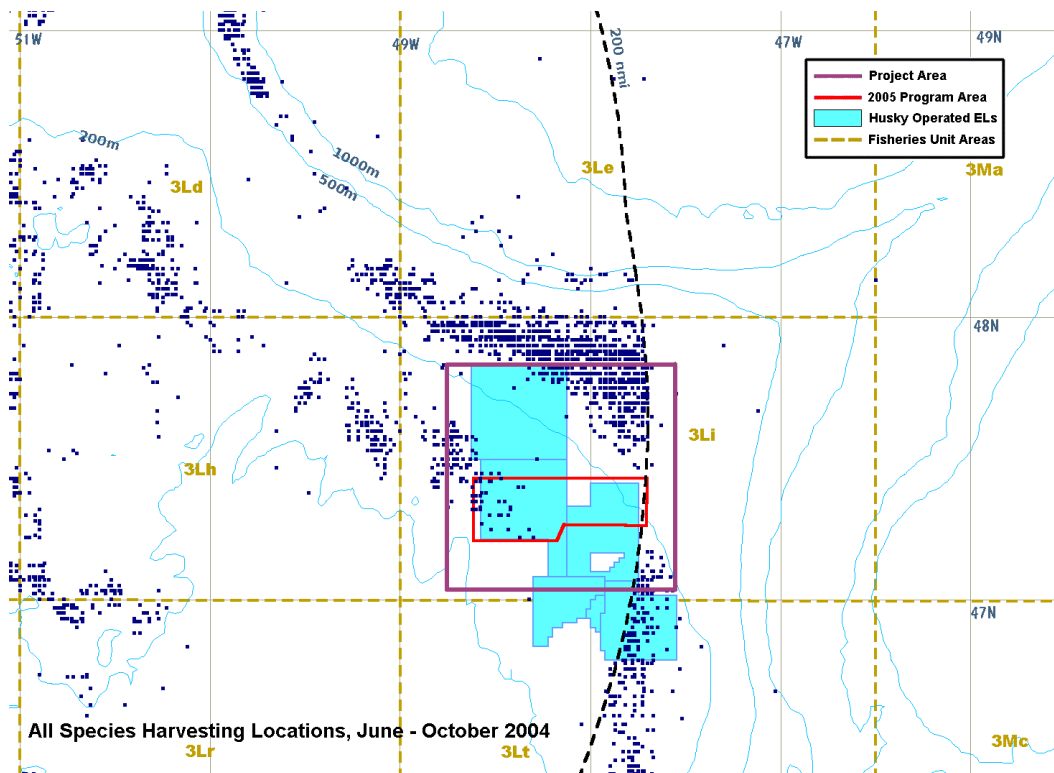 51W
49W
200 nmi
47W
49N
Project Area
2005 Program Area
Husky Operated ELs
Fisheries Unit Areas
200m
1000m
500m
3Ld
3Le
3Ma
48N
3Li
3Lh
47N
All Species Harvesting Locations, June - October 2004
3Lr
3Lt
3Mc